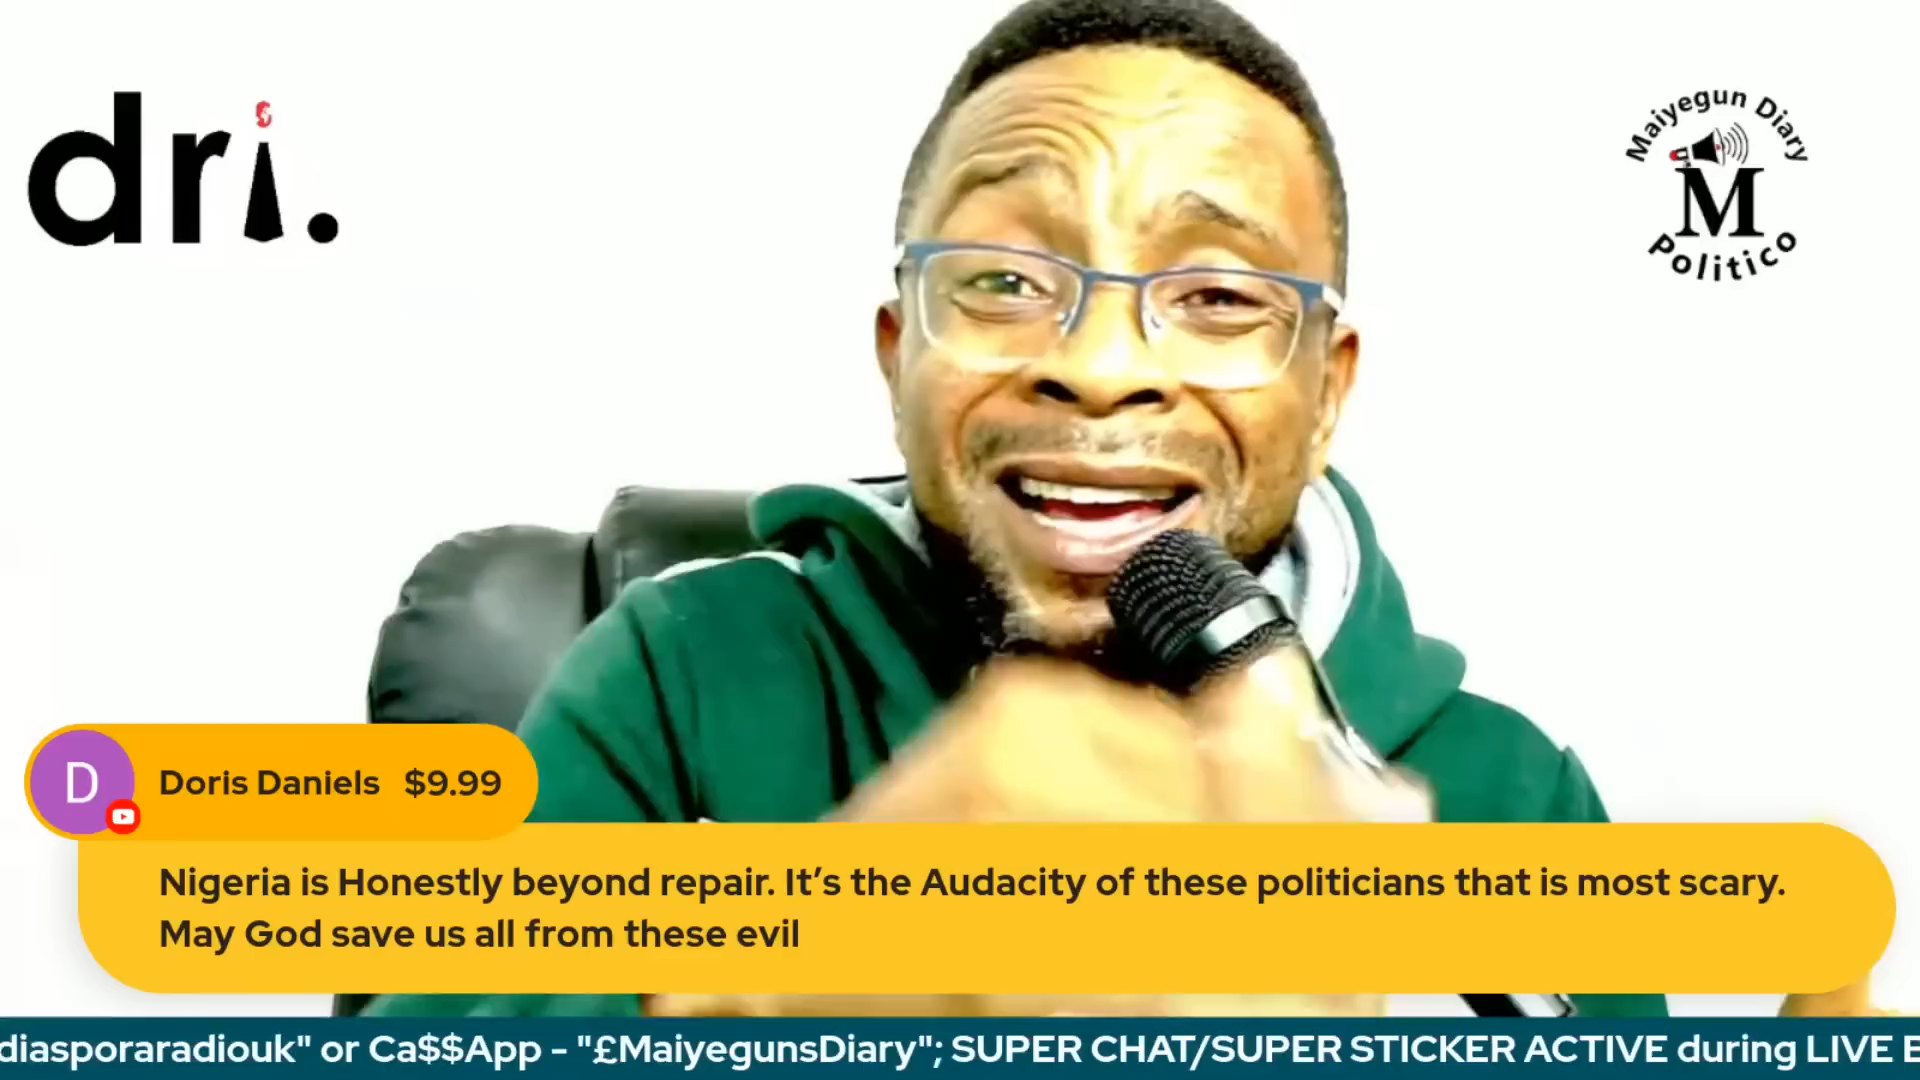 dri.
Maiyegun Diary
M
Politico
D
Doris Daniels $9.99
Nigeria is Honestly beyond repair. It's the Audacity of these politicians that is most scary.
May God save us all from these evil
diasporaradiouk" or Ca$$App - "£MaiyegunsDiary"; SUPER CHAT/SUPER STICKER ACTIVE during LIVE